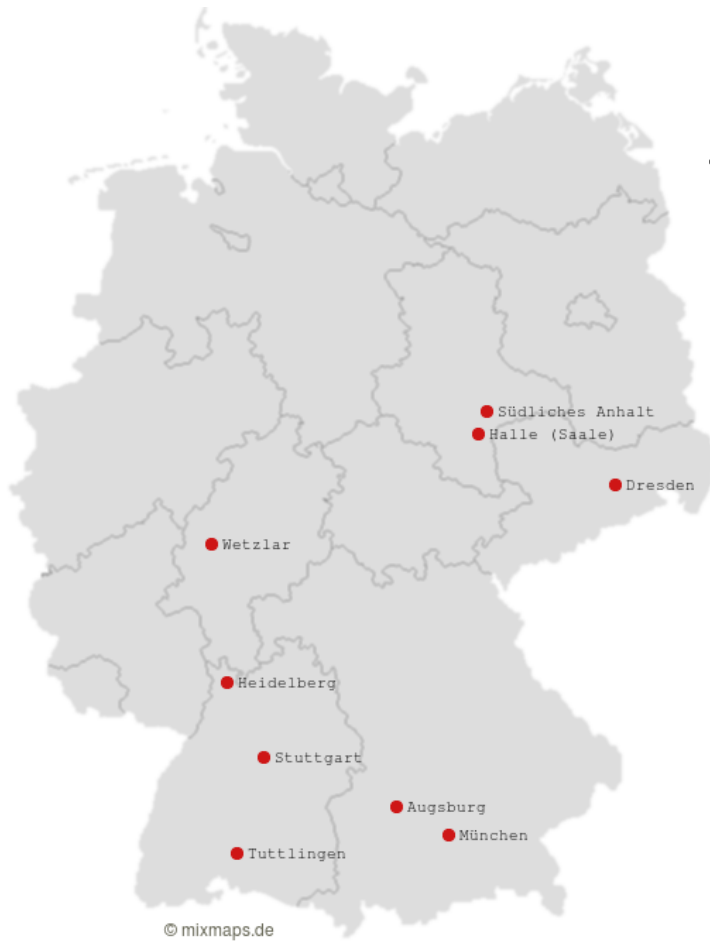 Südliches Anhalt
Halle (Saale)
Dresden
Wetzlar
Heidelberg
Stuttgart
Augsburg
München
Tuttlingen
© mixmaps.de